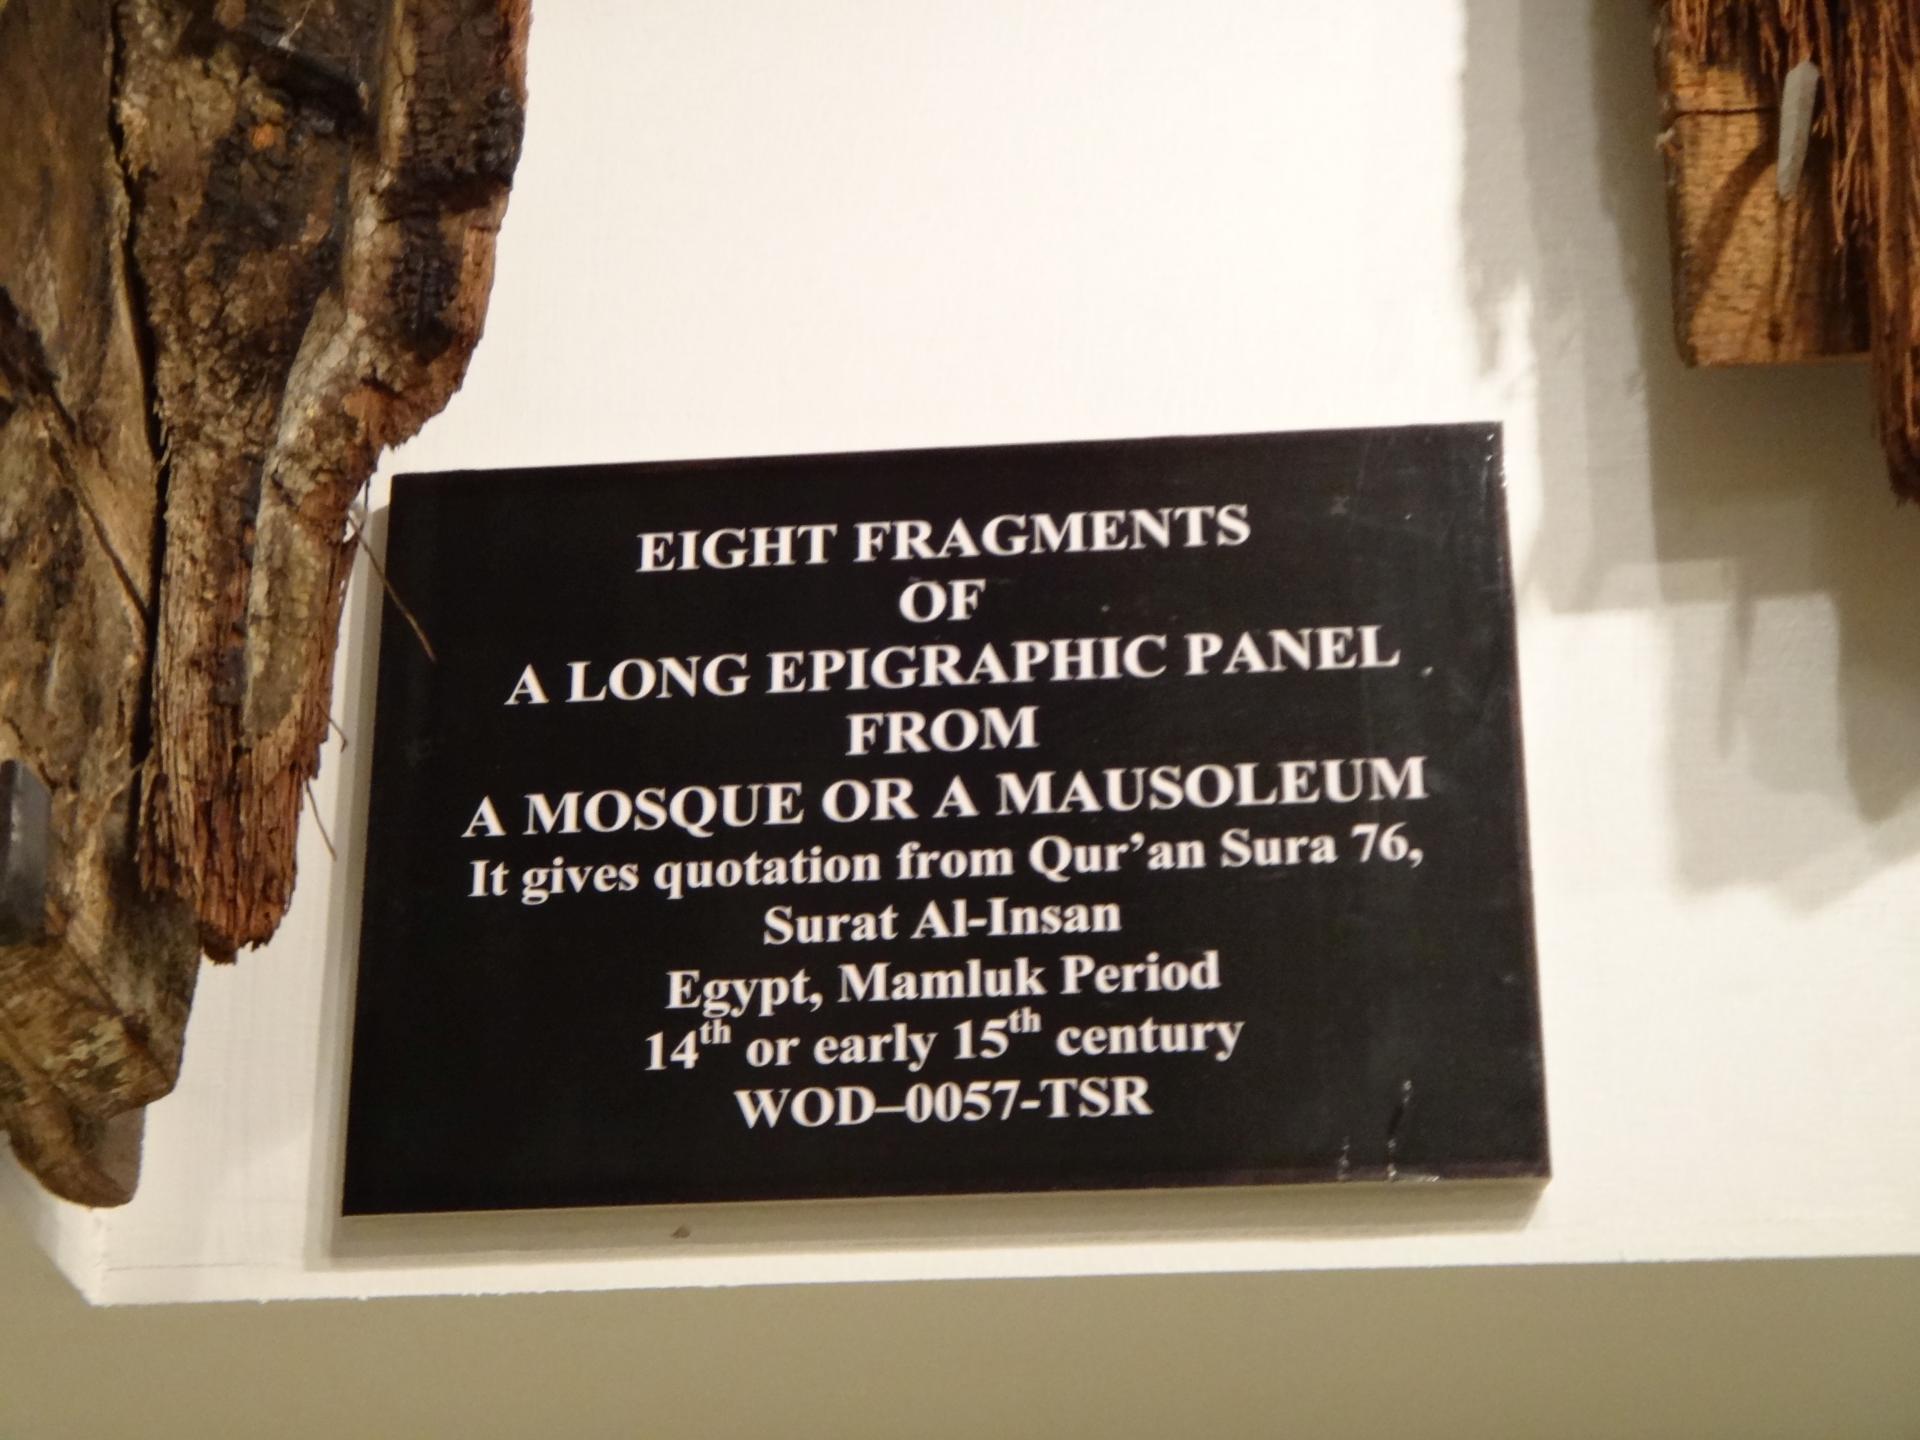 EIGHT FRAGMENTS
OF
A LONG EPIGRAPHIC PANEL
FROM
A MOSQUE OR A MAUSOLEUM
It gives quotation from Qur’an Sura 76,
Surat Al-Insan
Egypt, Mamluk Period
14th or early 15th century
WOD–0057-TSR